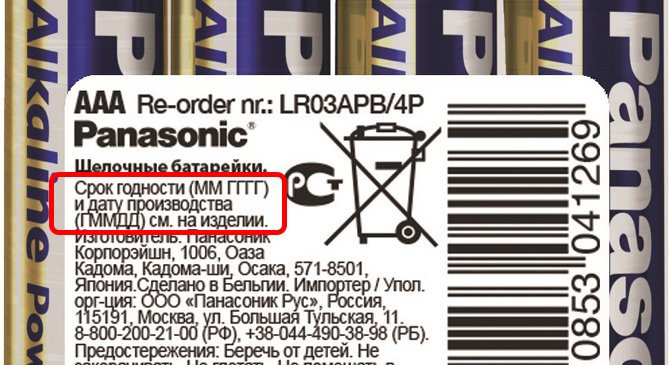 Alkaline Pow
Panasonic
AAA Re-order nr.: LR03APB/4P
Panasonic®
Щелочные батарейки.
Срок годности (ММ ГГГГ)
и дату производства
(ГММДД) см. на изделии.
Изготовитель: Панасоник
Корпорэйшн, 1006, Оаза
Кадома, Кадома-ши, Осака, 571-8501,
Япония.Сделано в Бельгии. Импортер / Упол.
орг-ция: ООО «Панасоник Рус», Россия,
115191, Москва, ул. Большая Тульская, 11.
8-800-200-21-00 (РФ), +38-044-490-38-98 (РБ).
Предостережения: Беречь от детей. Не
0853 041269